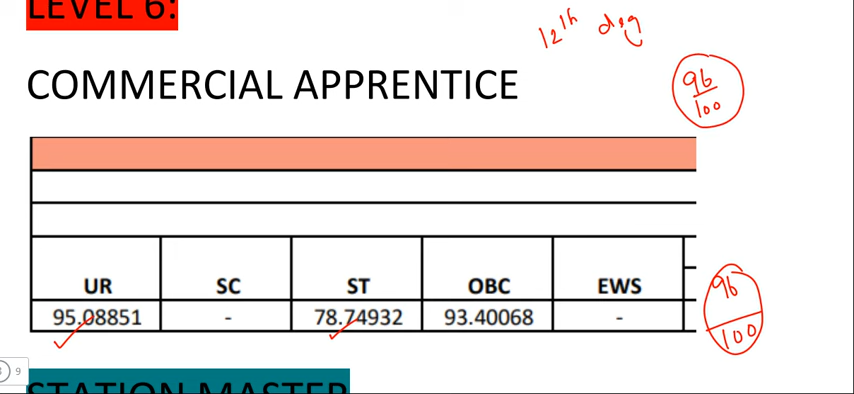 LEVEL 6:
12th deg
COMMERCIAL APPRENTICE
96
100
UR SC ST OBC EWS
95.08851 - 78.74932 93.40068 -
96
100
9
STATION MASTER